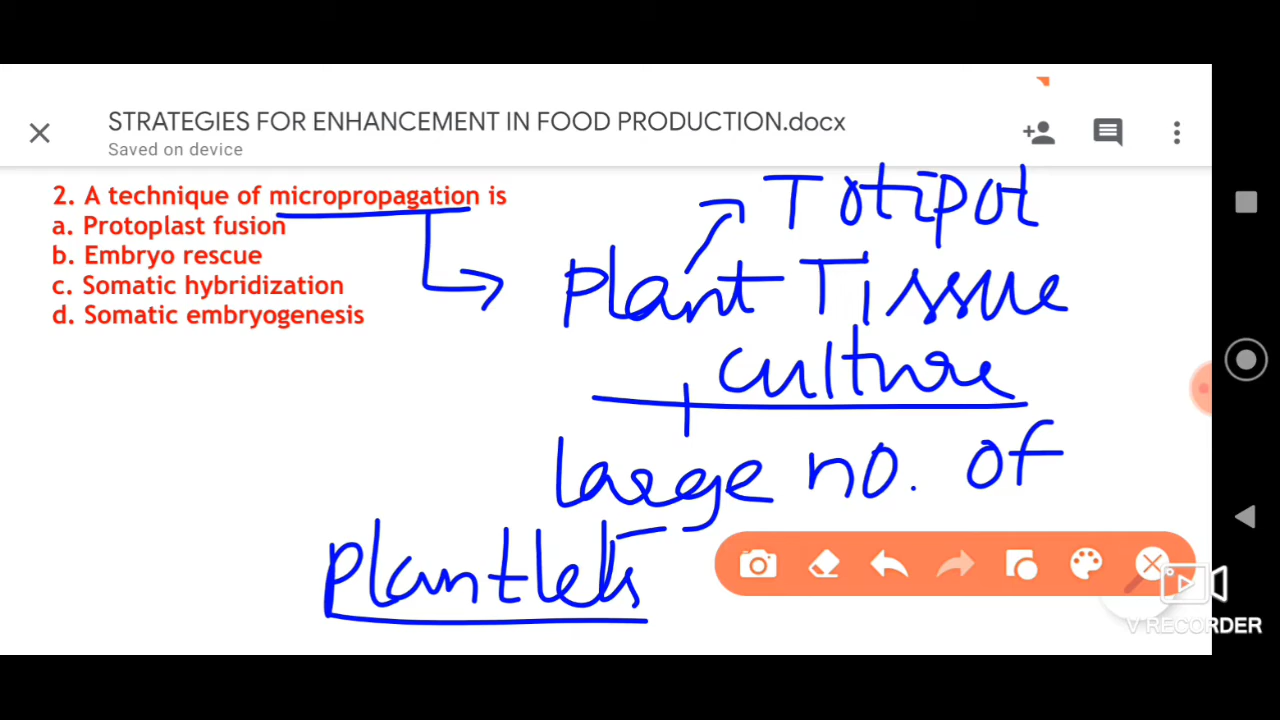 STRATEGIES FOR ENHANCEMENT IN FOOD PRODUCTION.docx
Saved on device
2. A technique of micropropagation is
a. Protoplast fusion
b. Embryo rescue
c. Somatic hybridization
d. Somatic embryogenesis
Totipot
Plant Tissue
culture
large no. of
plantlets
V RECORDER